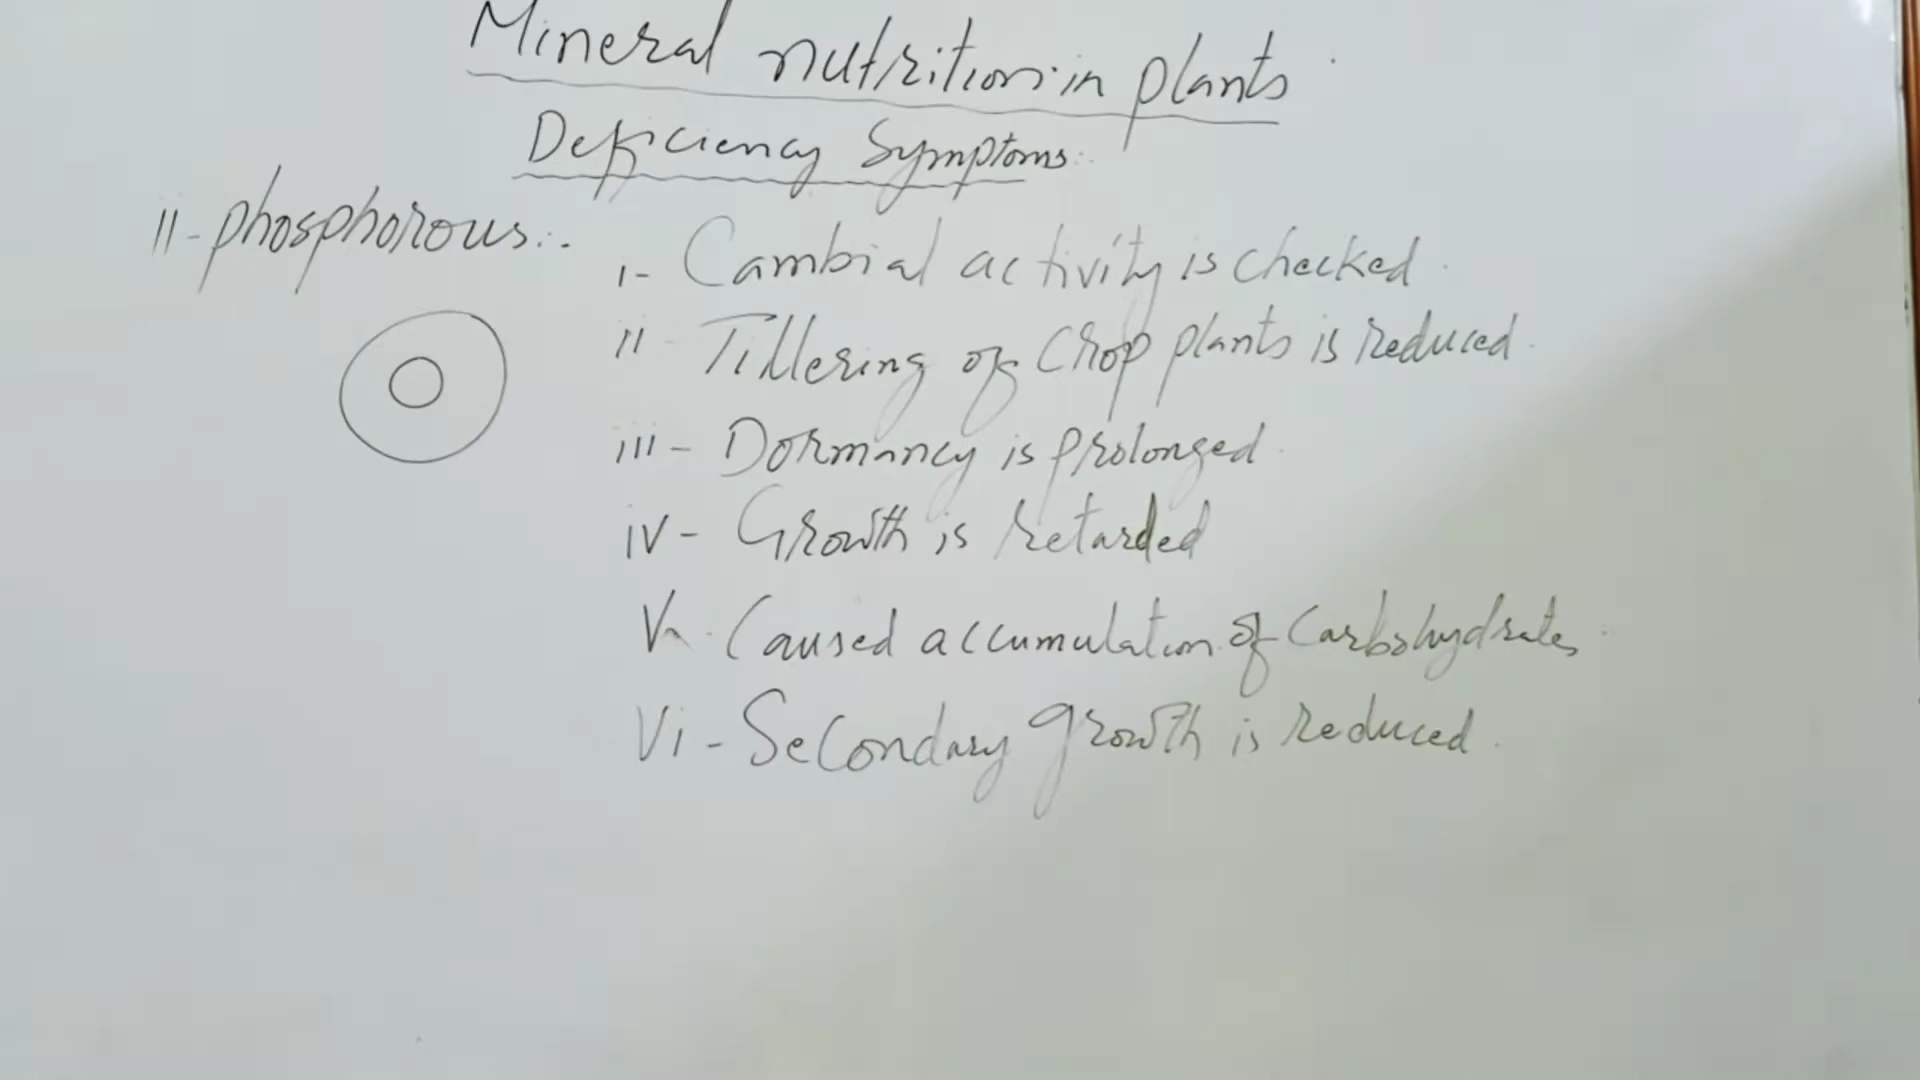 Mineral nutrition in plants
Deficiency Symptoms:
II- phosphorous:.
i- Cambial activity is checked
ii - Tillering of crop plants is reduced
iii - Dormancy is prolonged
iv - Growth is retarded
V - Caused accumulation of carbohydrates
Vi - Secondary growth is reduced